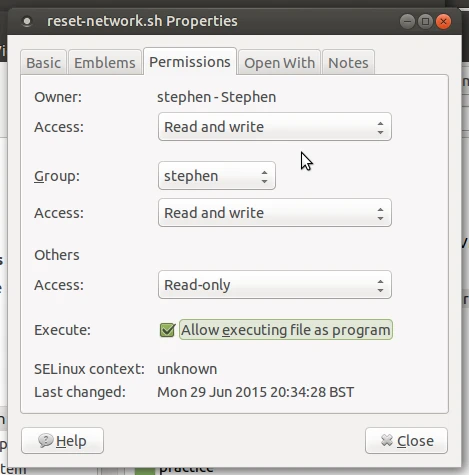 reset-network.sh Properties
Basic Emblems Permissions Open With Notes
Owner: stephen - Stephen
Access: Read and write
Group: stephen
Access: Read and write
Others
Access: Read-only
Execute: Allow executing file as program
SELinux context: unknown
Last changed: Mon 29 Jun 2015 20:34:28 BST
Help Close
practice